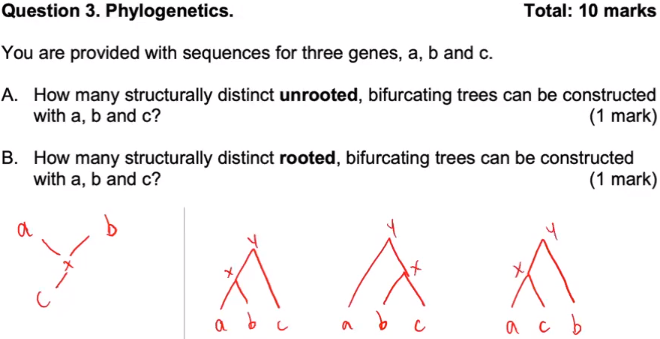 Question 3. Phylogenetics. Total: 10 marks
You are provided with sequences for three genes, a, b and c.
A. How many structurally distinct unrooted, bifurcating trees can be constructed
with a, b and c? (1 mark)
B. How many structurally distinct rooted, bifurcating trees can be constructed
with a, b and c? (1 mark)
a b
x
c
y y y
x x x
a b c a b c a c b